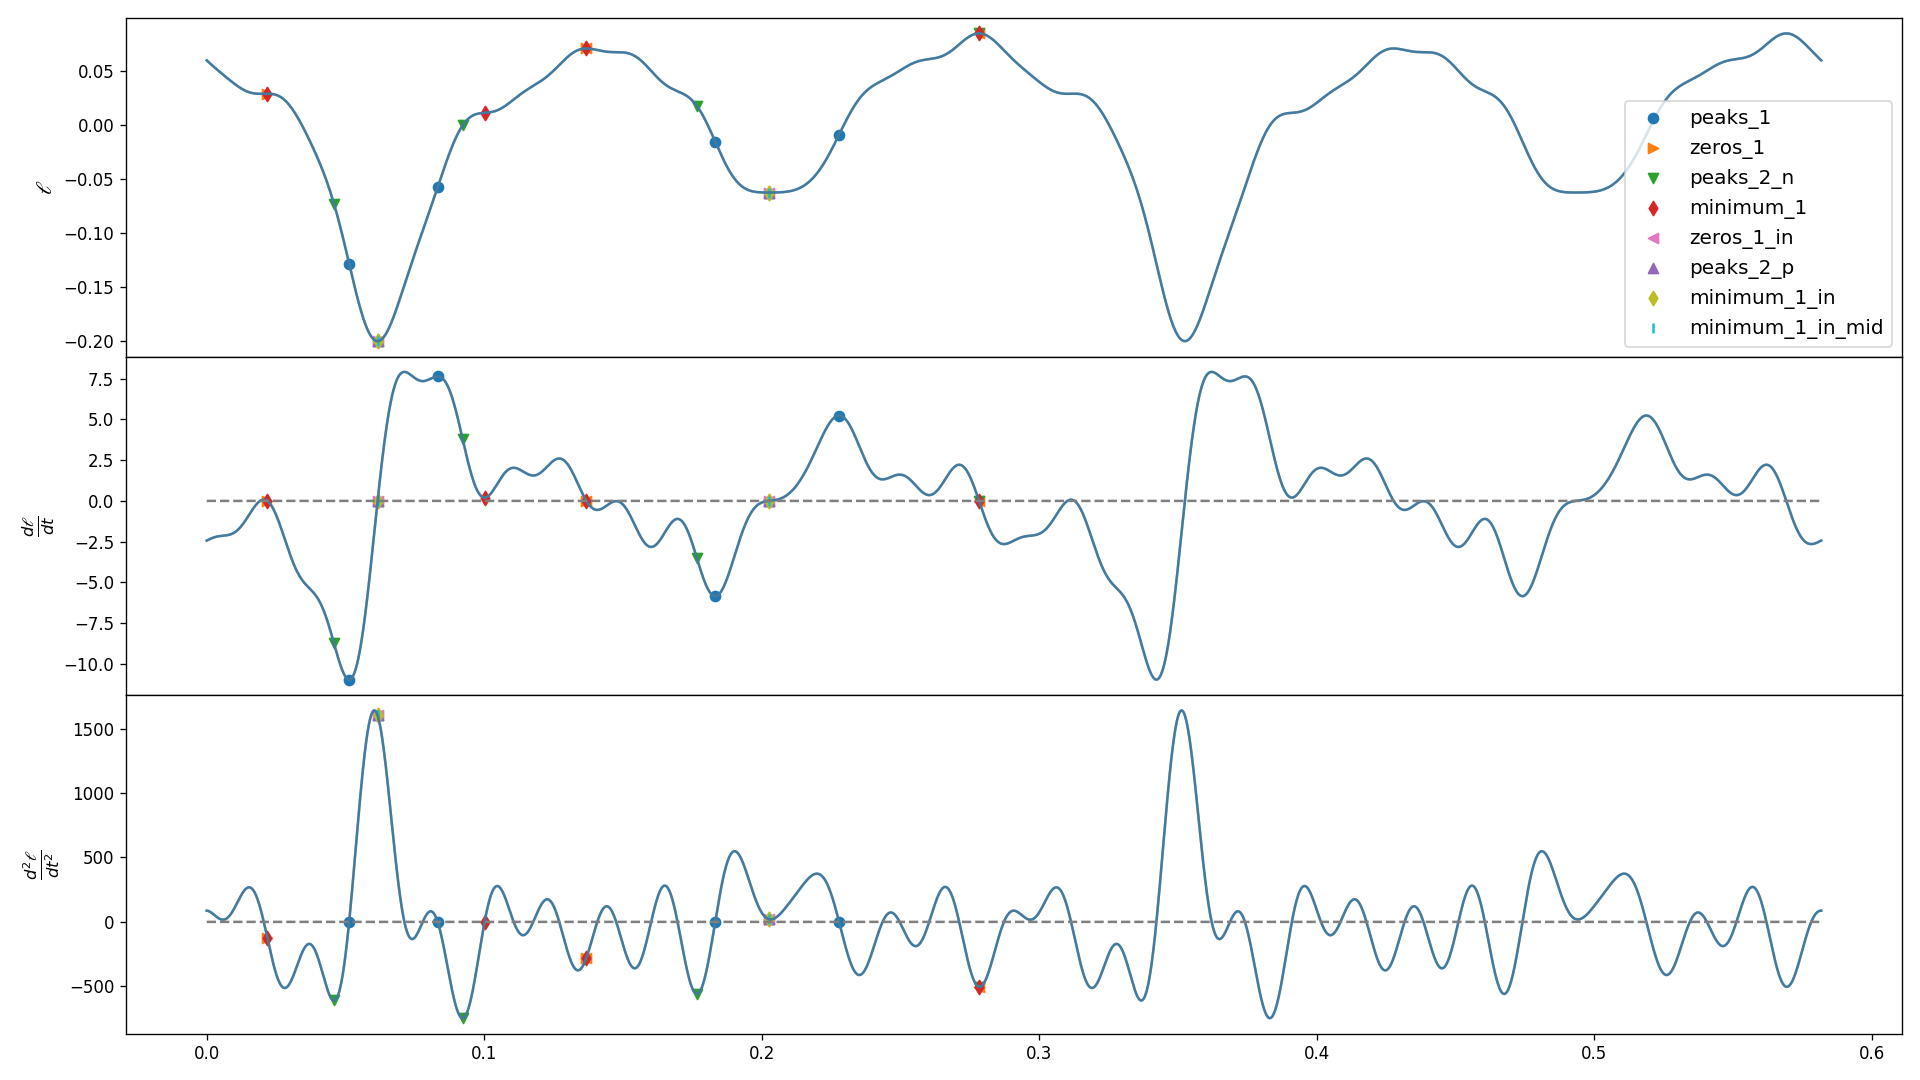 0.05
0.00
−0.05
−0.10
−0.15
−0.20
ℓ
peaks_1
zeros_1
peaks_2_n
minimum_1
zeros_1_in
peaks_2_p
minimum_1_in
minimum_1_in_mid
7.5
5.0
2.5
0.0
−2.5
−5.0
−7.5
−10.0
dℓ
dt
1500
1000
500
0
−500
d²ℓ
dt²
0.0 0.1 0.2 0.3 0.4 0.5 0.6